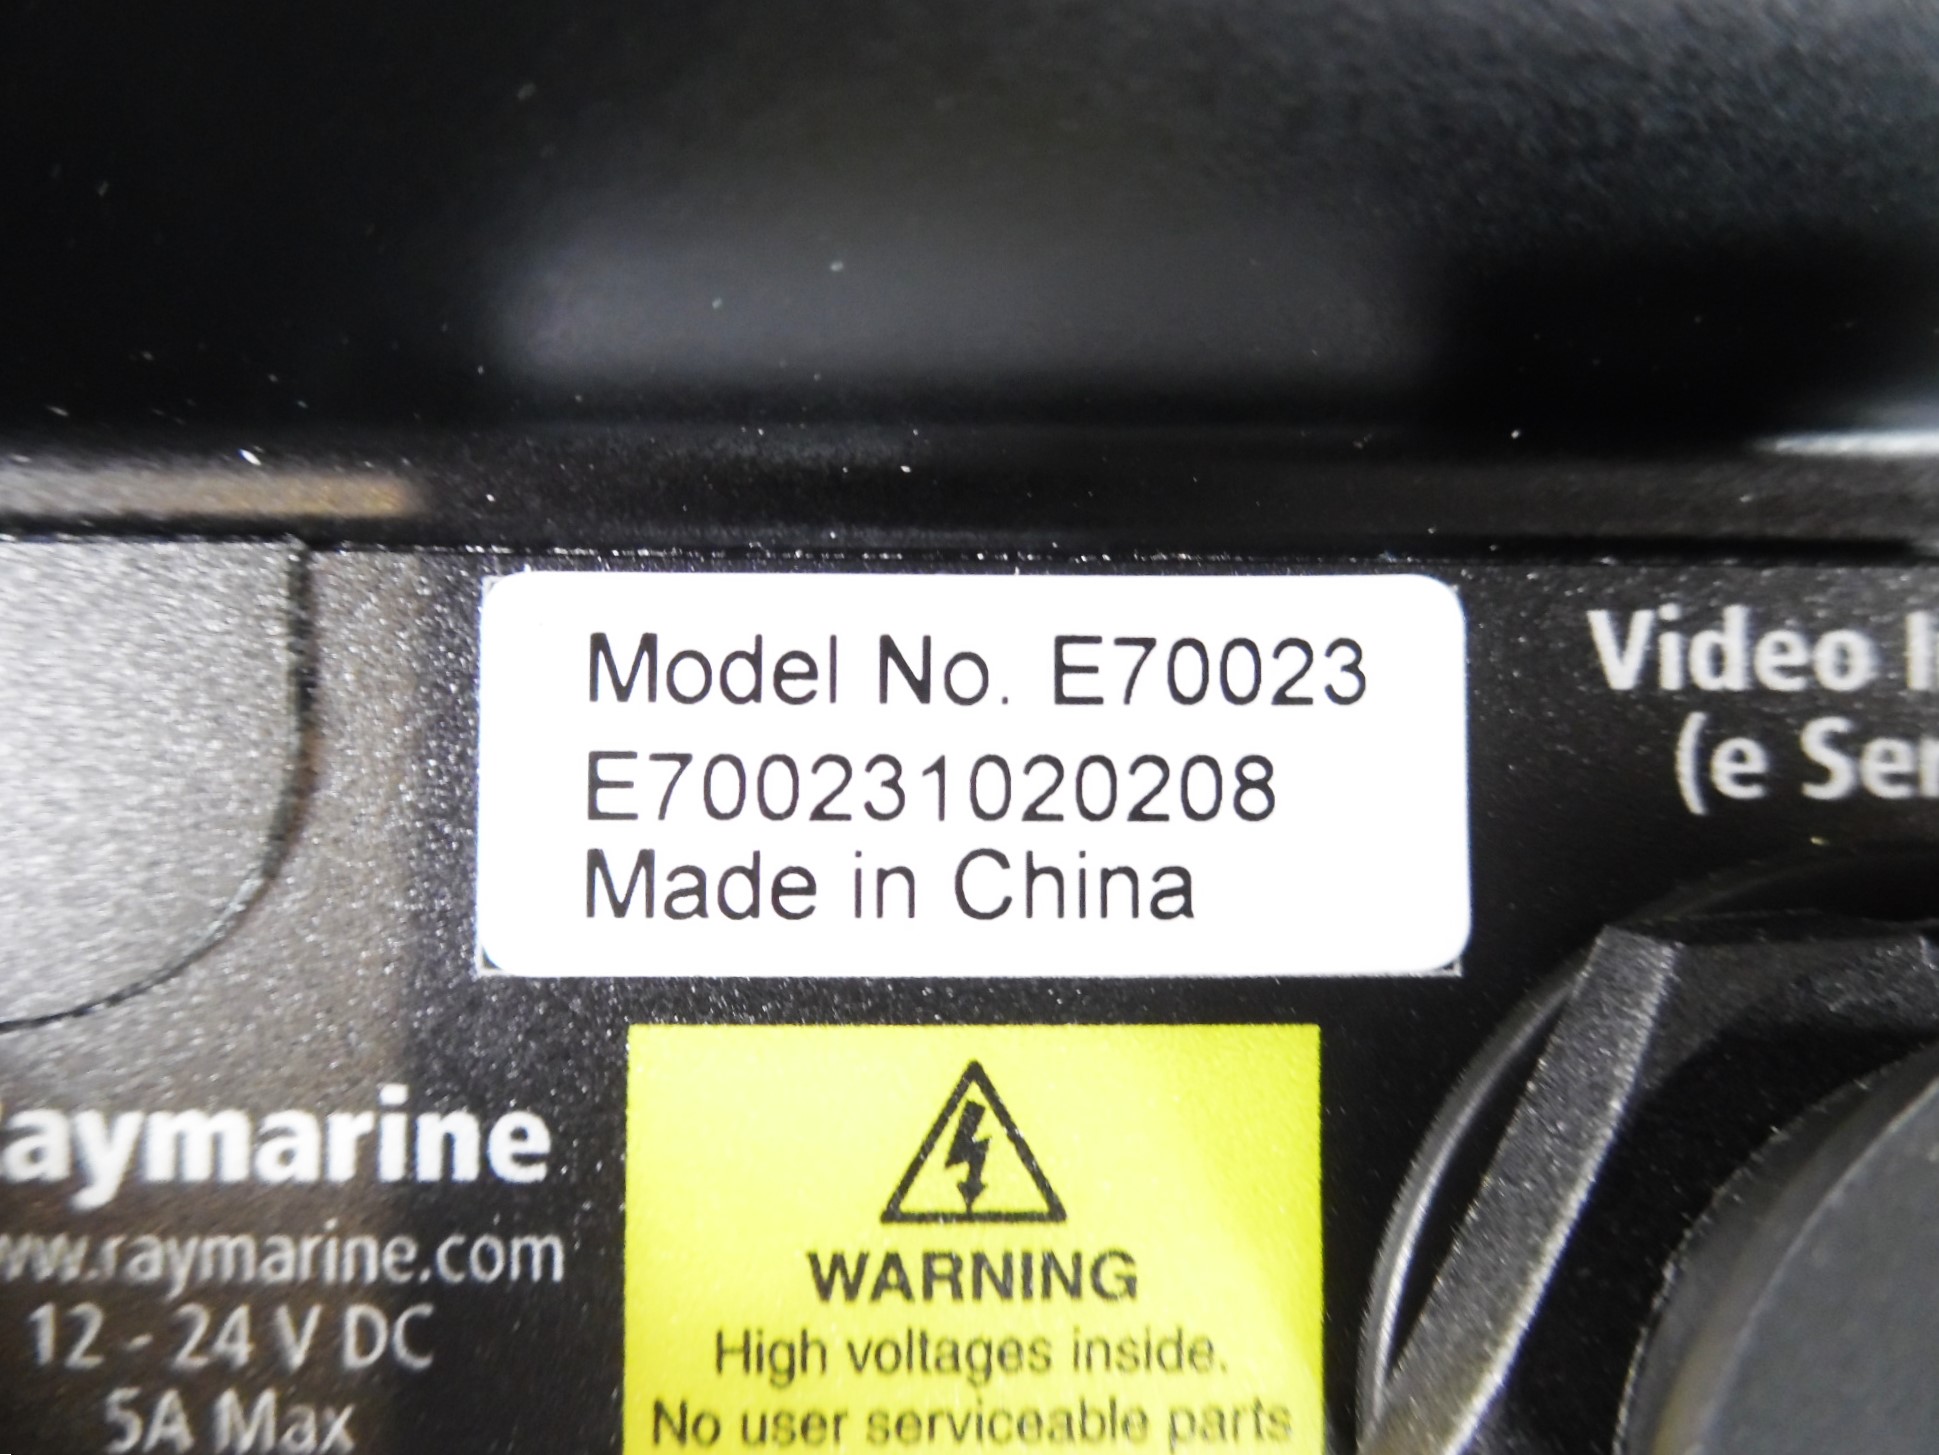 Model No. E70023
E700231020208
Made in China
Video
(e
aymarine
ww.raymarine.com
12 - 24 V DC
5A Max
WARNING
High voltages inside.
No user serviceable parts